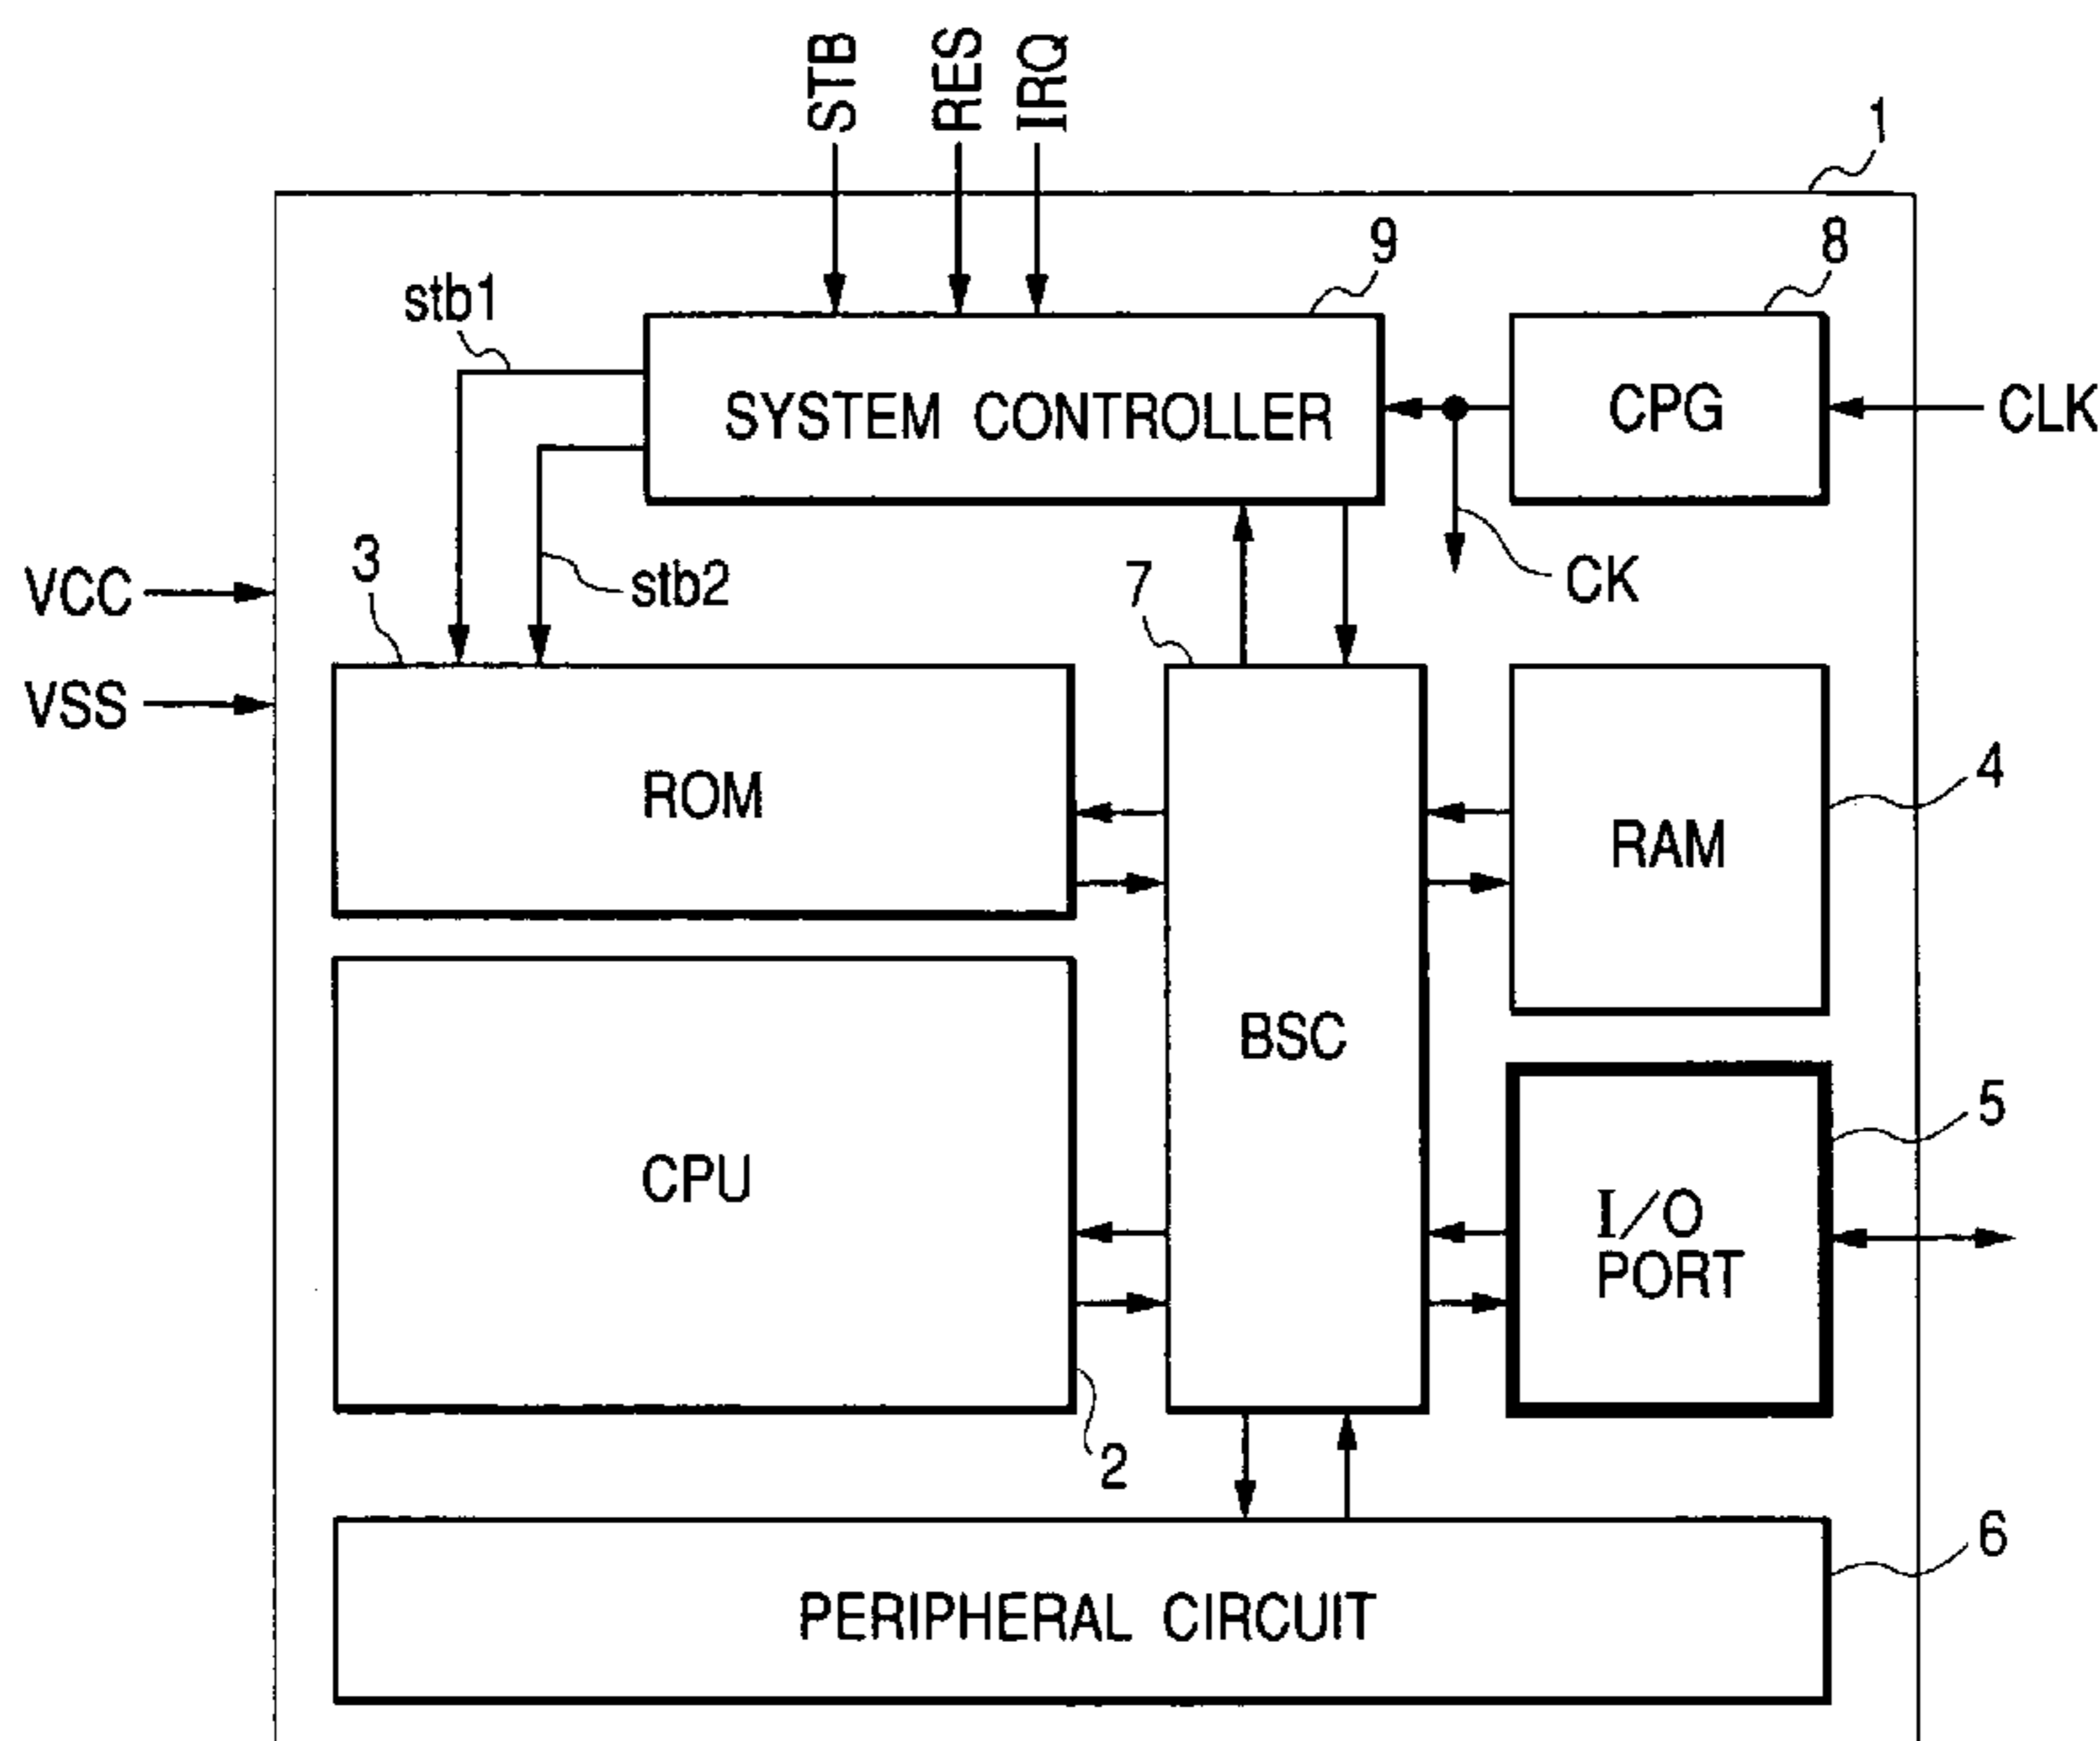 STB
RES
IRQ
1
9
8
stb1
SYSTEM CONTROLLER
CPG
CLK
3
stb2
7
CK
VCC
VSS
ROM
4
RAM
BSC
5
CPU
I/O
PORT
2
6
PERIPHERAL CIRCUIT